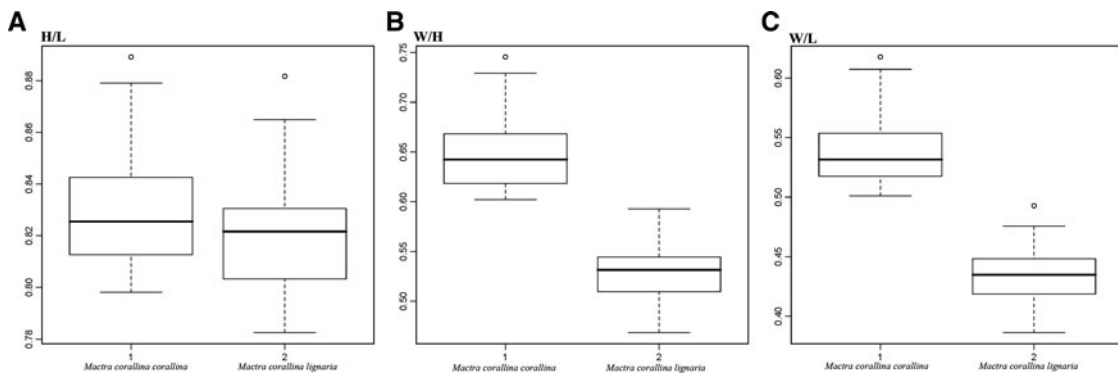 A
H/L
0.88
0.86
0.84
0.82
0.80
0.78
1
2
Mactra corallina corallina
Mactra corallina lignaria
B
W/H
0.75
0.70
0.65
0.60
0.55
0.50
1
2
Mactra corallina corallina
Mactra corallina lignaria
C
W/L
0.60
0.55
0.50
0.45
0.40
1
2
Mactra corallina corallina
Mactra corallina lignaria